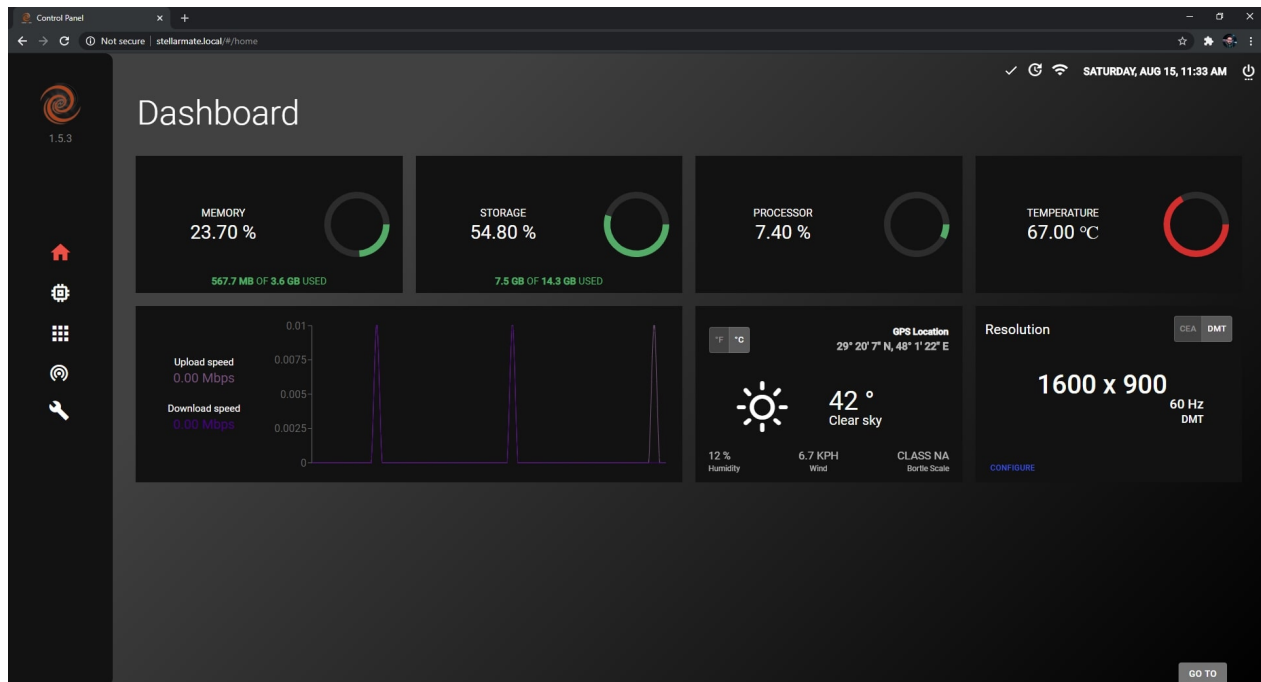 Control Panel
Not secure | stellarmate.local/#/home
SATURDAY, AUG 15, 11:33 AM
1.5.3
Dashboard
MEMORY
23.70 %
567.7 MB OF 3.6 GB USED
STORAGE
54.80 %
7.5 GB OF 14.3 GB USED
PROCESSOR
7.40 %
TEMPERATURE
67.00 °C
Upload speed
0.00 Mbps
Download speed
0.00 Mbps
0.01
0.0075
0.005
0.0025
0
°F °C
GPS Location
29° 20' 7" N, 48° 1' 22" E
42 °
Clear sky
12 % 6.7 KPH CLASS NA
Humidity Wind Bortle Scale
Resolution
CEA DMT
1600 x 900
60 Hz
DMT
CONFIGURE
GO TO